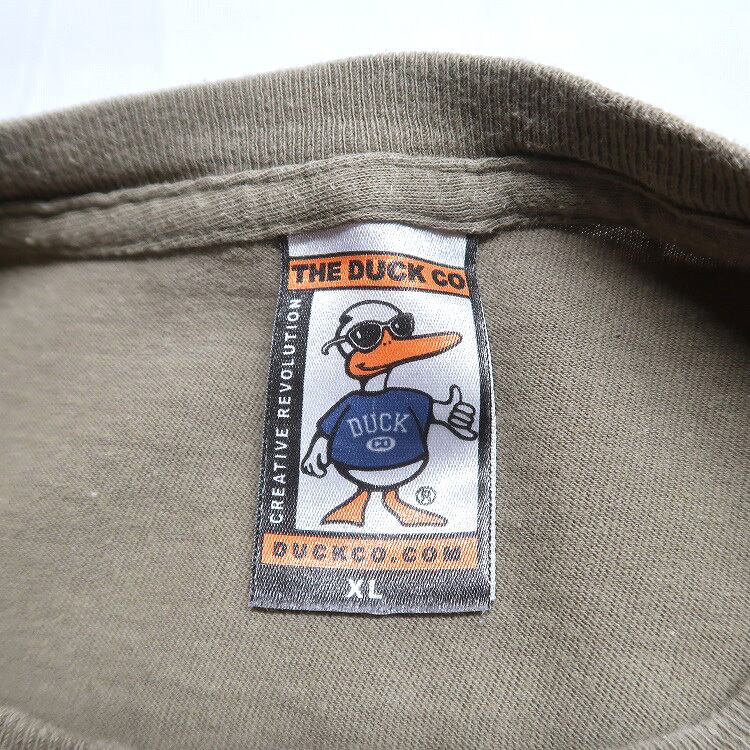 THE DUCK CO
CREATIVE REVOLUTION
DUCK
CO
®
DUCKCO.COM
XL